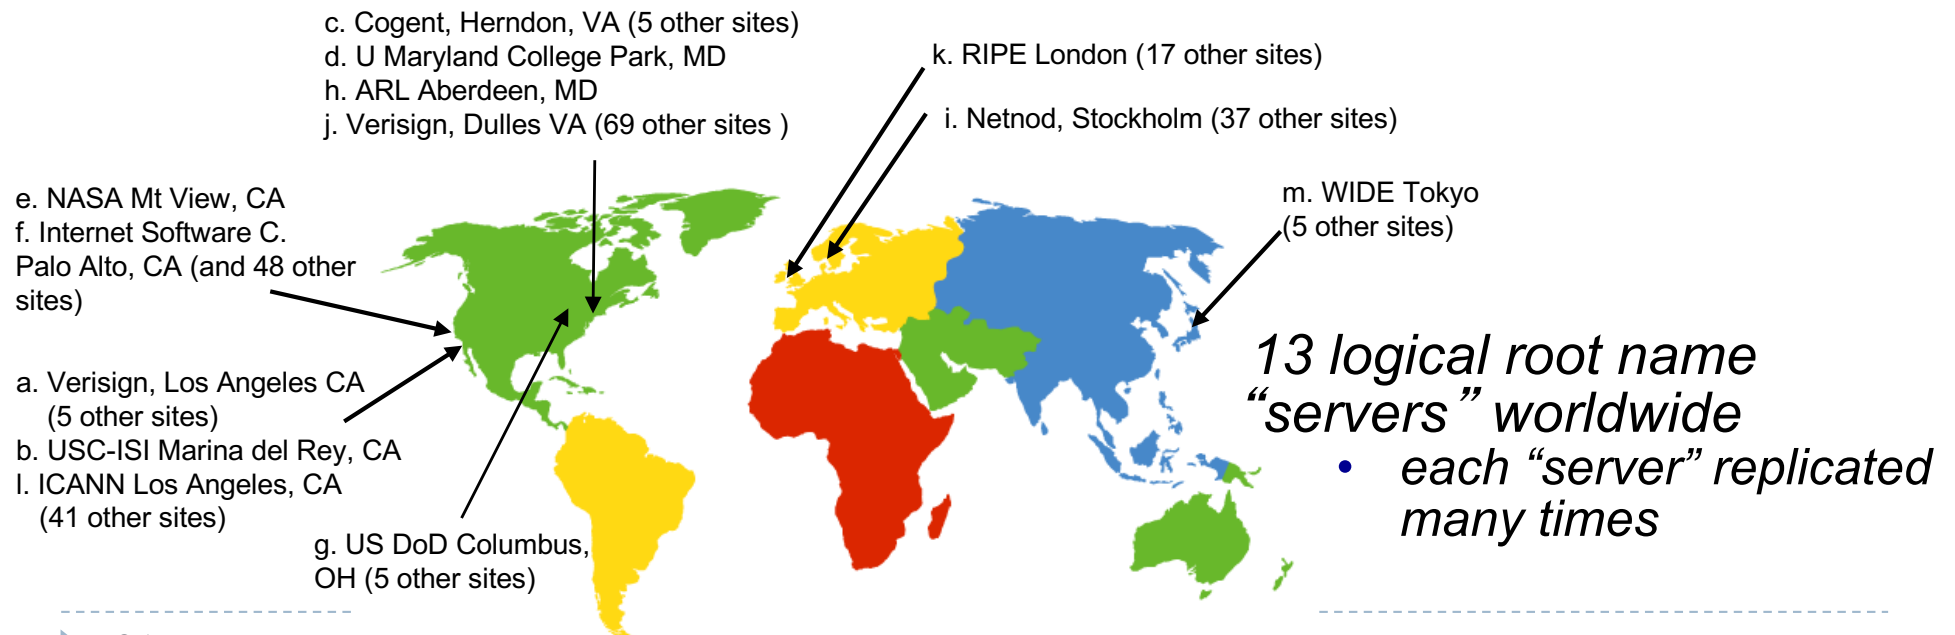 c. Cogent, Herndon, VA (5 other sites)
d. U Maryland College Park, MD
h. ARL Aberdeen, MD
j. Verisign, Dulles VA (69 other sites )
k. RIPE London (17 other sites)
i. Netnod, Stockholm (37 other sites)
m. WIDE Tokyo
(5 other sites)
e. NASA Mt View, CA
f. Internet Software C.
Palo Alto, CA (and 48 other
sites)
a. Verisign, Los Angeles CA
(5 other sites)
b. USC-ISI Marina del Rey, CA
l. ICANN Los Angeles, CA
(41 other sites)
g. US DoD Columbus,
OH (5 other sites)
13 logical root name
“servers” worldwide
• each “server” replicated
many times